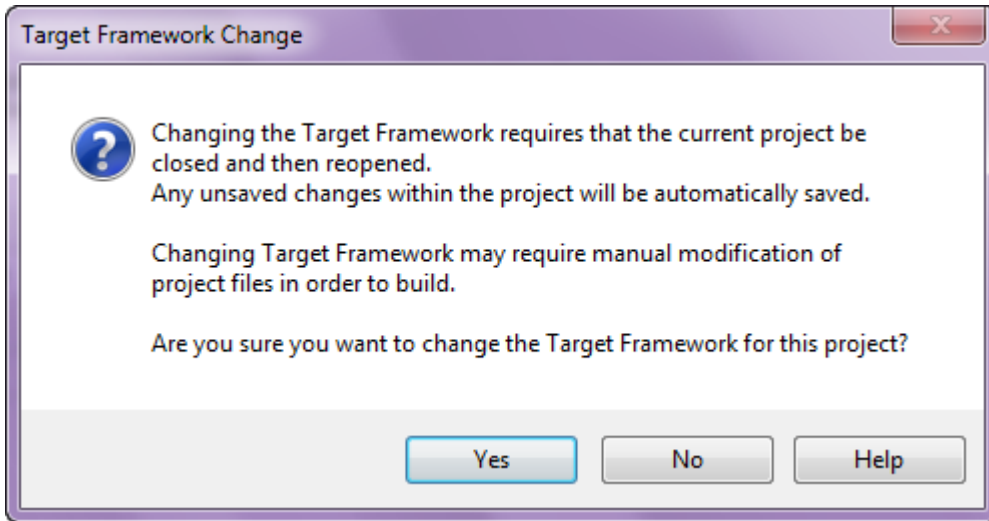 Target Framework Change
Changing the Target Framework requires that the current project be
closed and then reopened.
Any unsaved changes within the project will be automatically saved.
Changing Target Framework may require manual modification of
project files in order to build.
Are you sure you want to change the Target Framework for this project?
Yes No Help